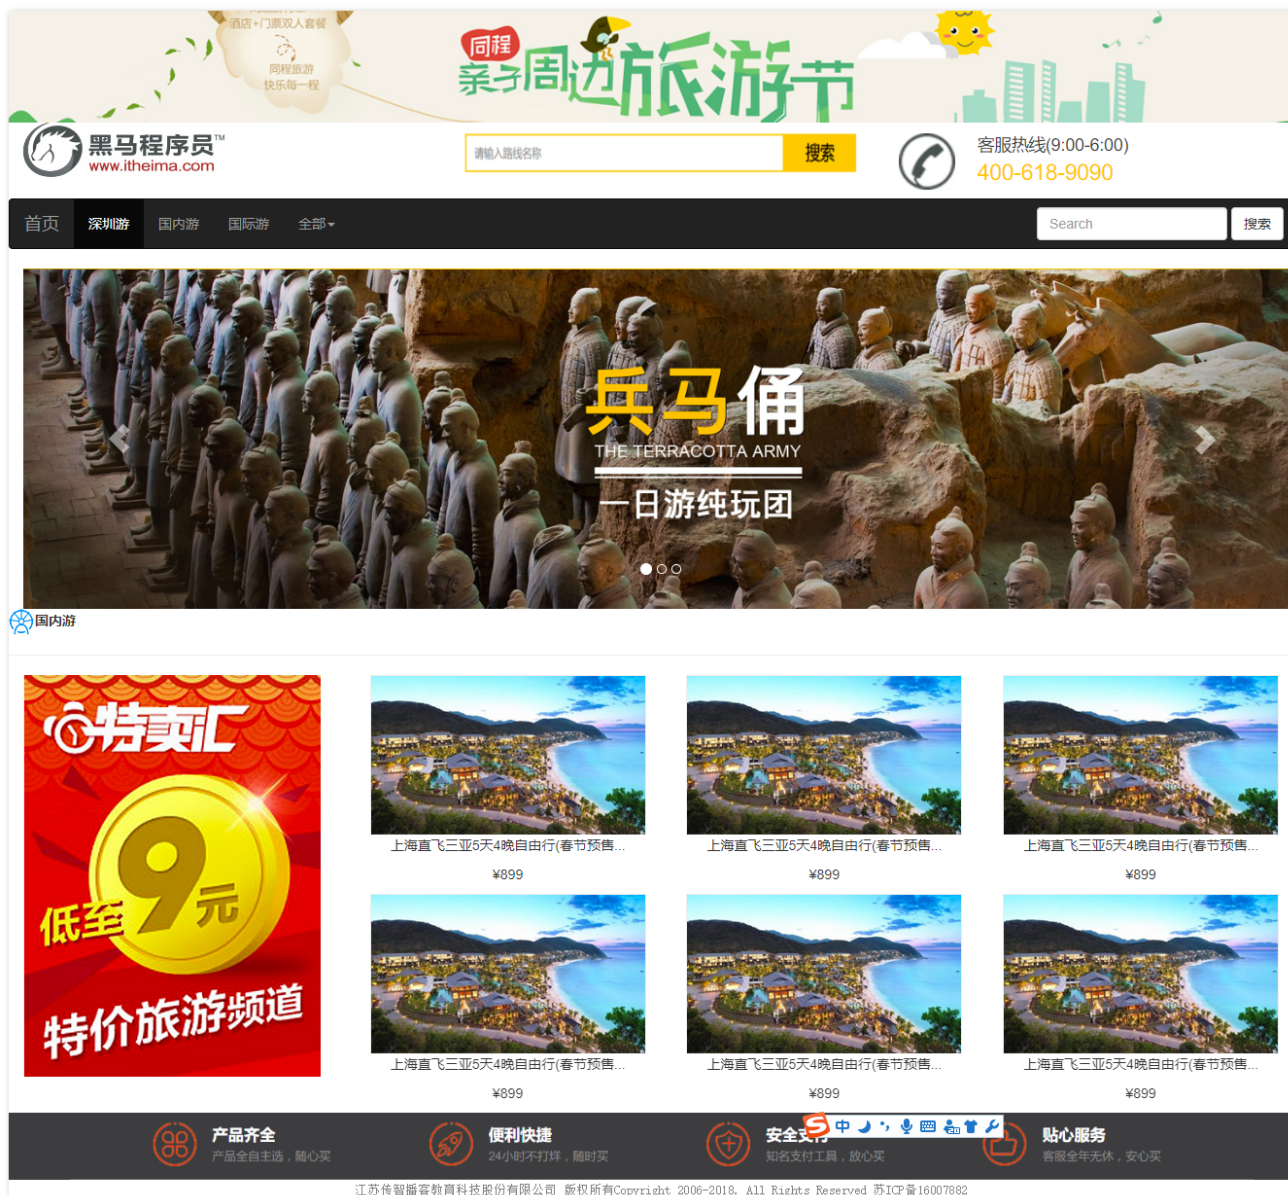 酒店+门票双人套餐
同程旅游
快乐每一程
同程
亲子周边旅游节
黑马程序员™
www.itheima.com
请输入路线名称
搜索
客服热线(9:00-6:00)
400-618-9090
首页 深圳游 国内游 国际游 全部 Search 搜索
兵马俑
THE TERRACOTTA ARMY
一日游纯玩团
国内游
特卖汇
低至9元
特价旅游频道
上海直飞三亚5天4晚自由行(春节预售...
¥899
上海直飞三亚5天4晚自由行(春节预售...
¥899
上海直飞三亚5天4晚自由行(春节预售...
¥899
上海直飞三亚5天4晚自由行(春节预售...
¥899
上海直飞三亚5天4晚自由行(春节预售...
¥899
上海直飞三亚5天4晚自由行(春节预售...
¥899
产品齐全
产品全自主选，随心买
便利快捷
24小时不打烊，随时买
安全支付
知名支付工具，放心买
S中
贴心服务
客服全年无休，安心买
江苏传智播客教育科技股份有限公司 版权所有Copyright 2006-2018, All Rights Reserved 苏ICP备16007882